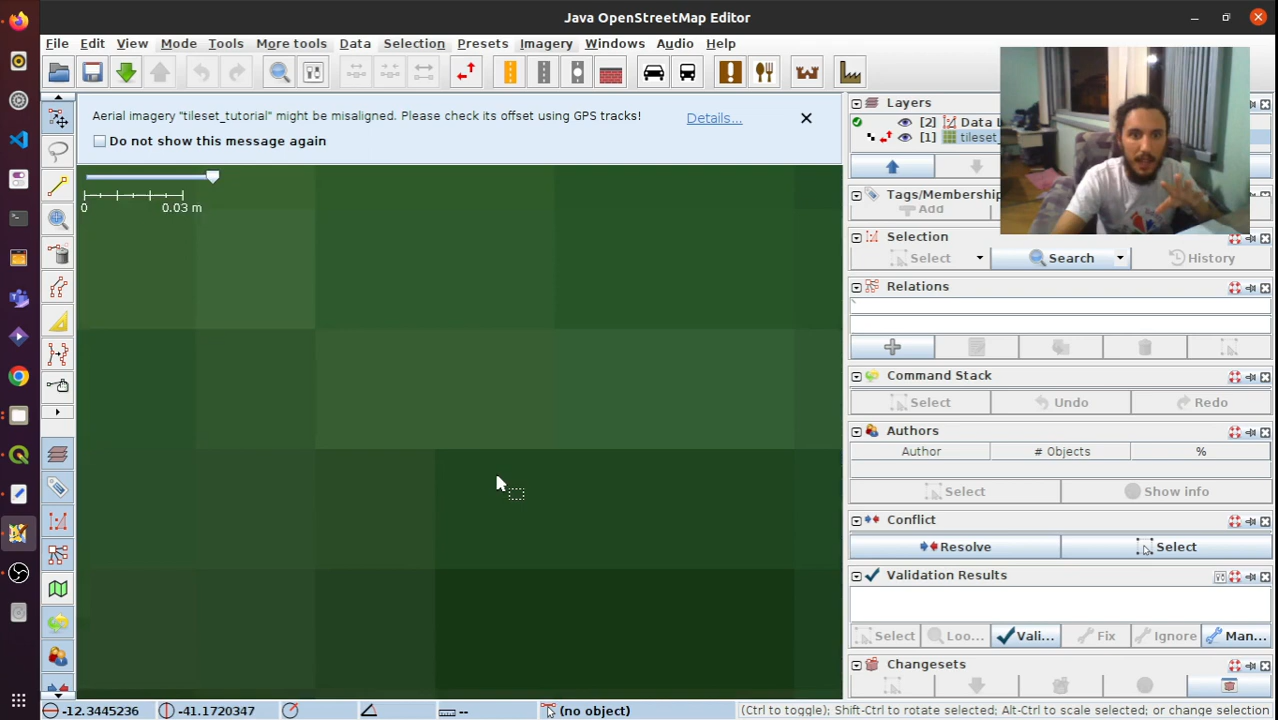 Java OpenStreetMap Editor
File Edit View Mode Tools More tools Data Selection Presets Imagery Windows Audio Help
Aerial imagery "tileset_tutorial" might be misaligned. Please check its offset using GPS tracks!
Details...
Do not show this message again
0
0.03 m
Layers
[2] Data L
[1] tileset_
Tags/Membership
Add
Selection
Select
Search
History
Relations
Command Stack
Select
Undo
Redo
Authors
Author
# Objects
%
Select
Show info
Conflict
Resolve
Select
Validation Results
Select
Loo...
Vali...
Fix
Ignore
Man...
Changesets
-12.3445236
-41.1720347
--
(no object)
(Ctrl to toggle); Shift-Ctrl to rotate selected; Alt-Ctrl to scale selected; or change selection